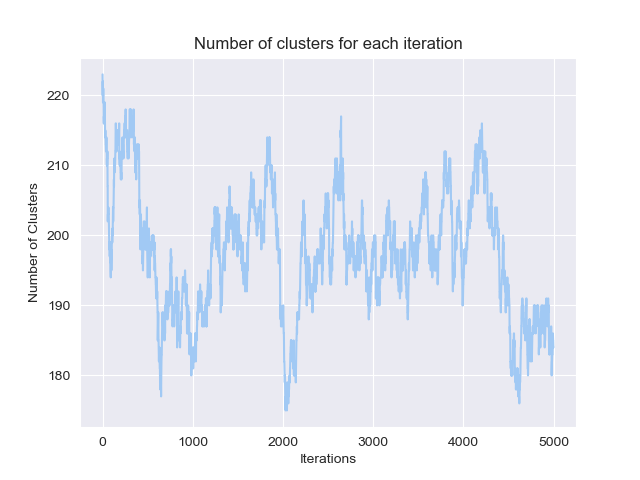 Number of clusters for each iteration
Number of Clusters
220
210
200
190
180
0 1000 2000 3000 4000 5000
Iterations